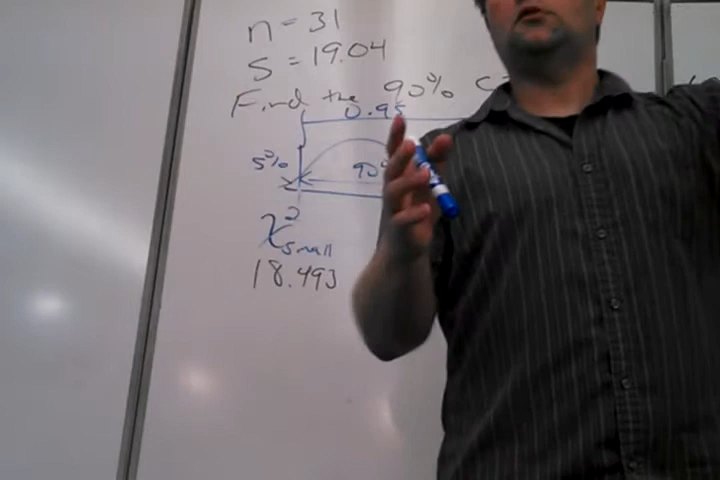 n = 31
s = 19.04
Find the 90% C
0.95
5% 90%
χ²small
18.493